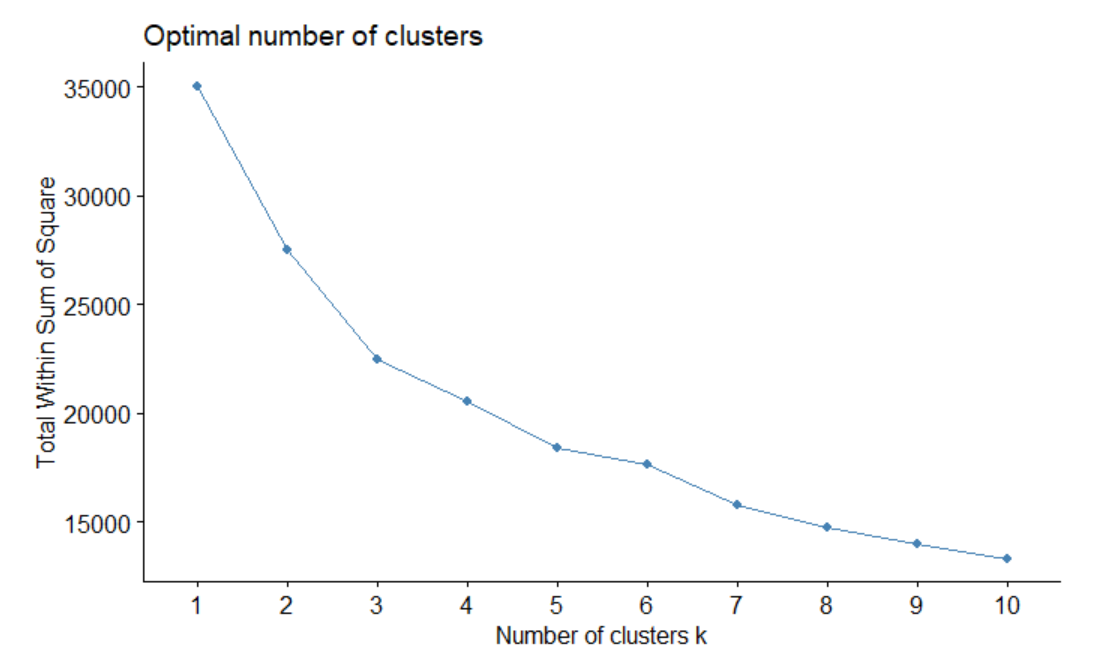 Optimal number of clusters
35000
30000
25000
20000
15000
Total Within Sum of Square
1 2 3 4 5 6 7 8 9 10
Number of clusters k